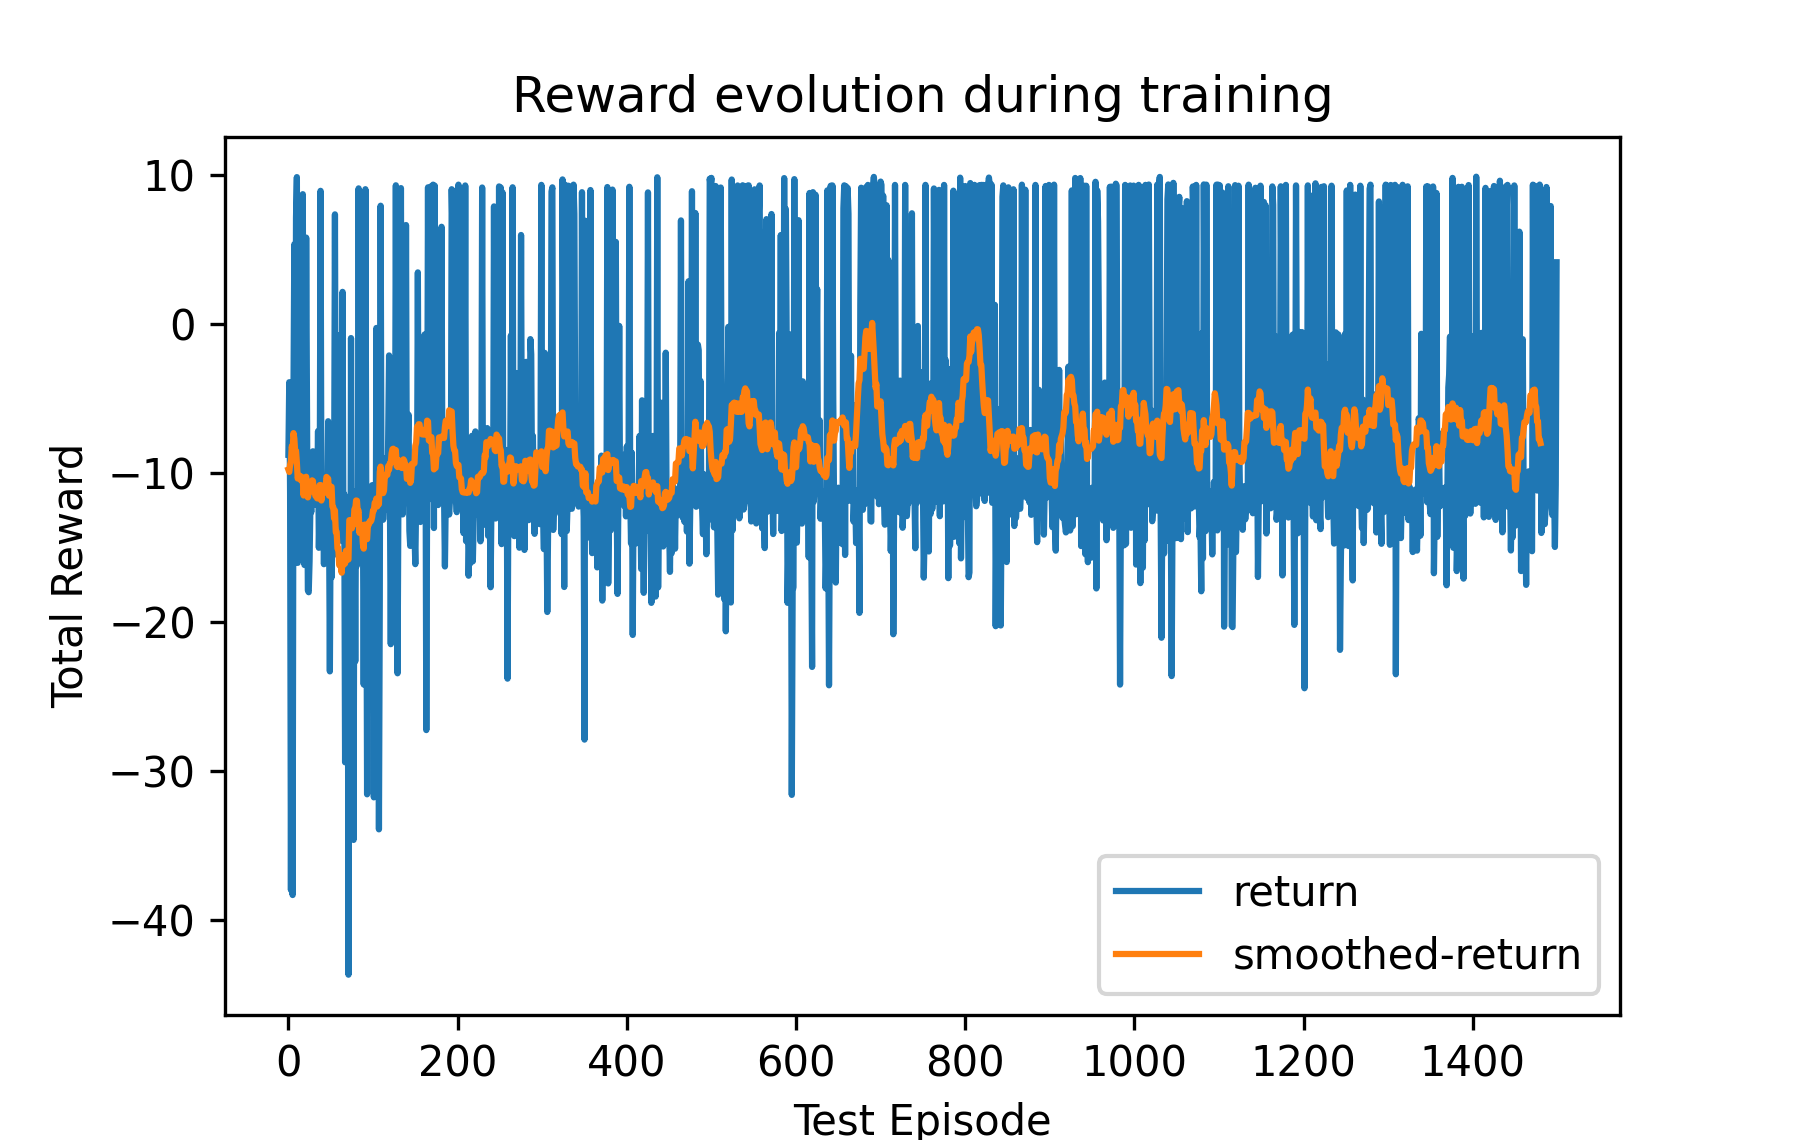 Reward evolution during training
10
0
−10
−20
−30
−40
Total Reward
0 200 400 600 800 1000 1200 1400
Test Episode
return
smoothed-return